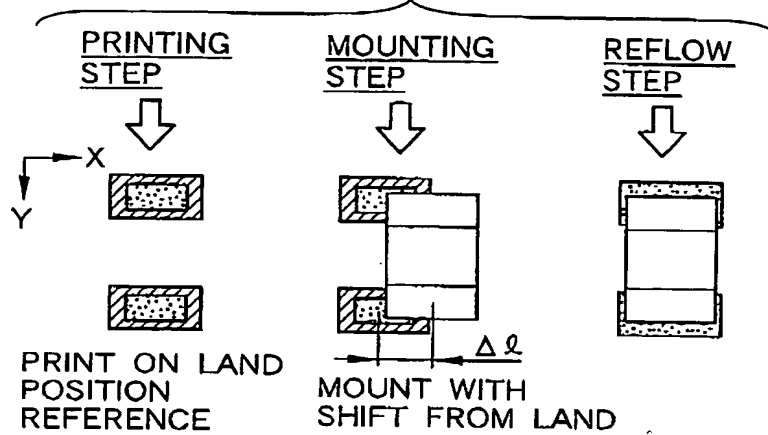 PRINTING
STEP
MOUNTING
STEP
REFLOW
STEP
X
Y
Δℓ
PRINT ON LAND
POSITION
REFERENCE
MOUNT WITH
SHIFT FROM LAND